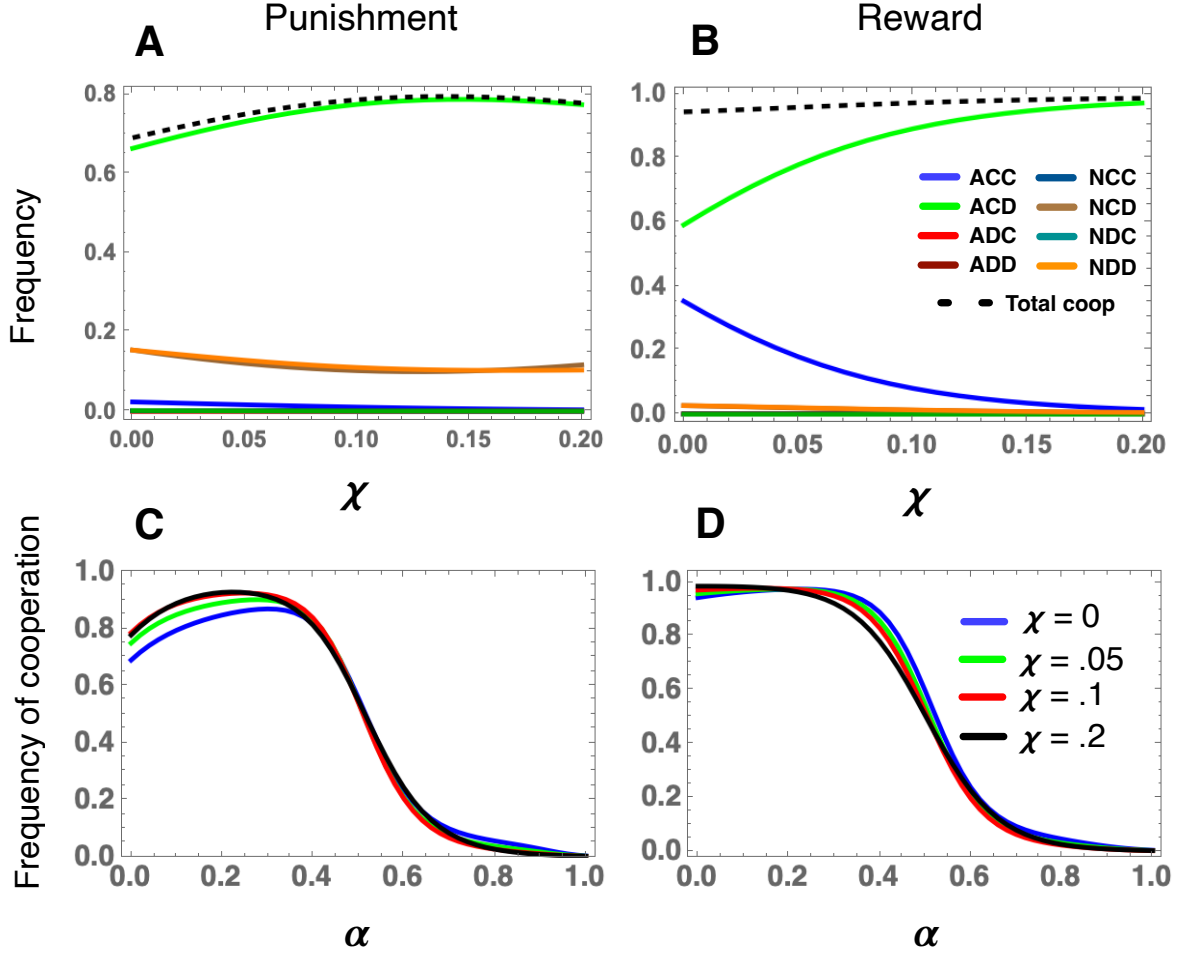 Punishment
Reward
A
B
Frequency
0.8
0.6
0.4
0.2
0.0
0.00 0.05 0.10 0.15 0.20
χ
1.0
0.8
0.6
0.4
0.2
0.0
0.00 0.05 0.10 0.15 0.20
χ
ACC NCC
ACD NCD
ADC NDC
ADD NDD
Total coop
C
D
Frequency of cooperation
1.0
0.8
0.6
0.4
0.2
0.0
0.0 0.2 0.4 0.6 0.8 1.0
α
1.0
0.8
0.6
0.4
0.2
0.0
0.0 0.2 0.4 0.6 0.8 1.0
α
χ = 0
χ = .05
χ = .1
χ = .2